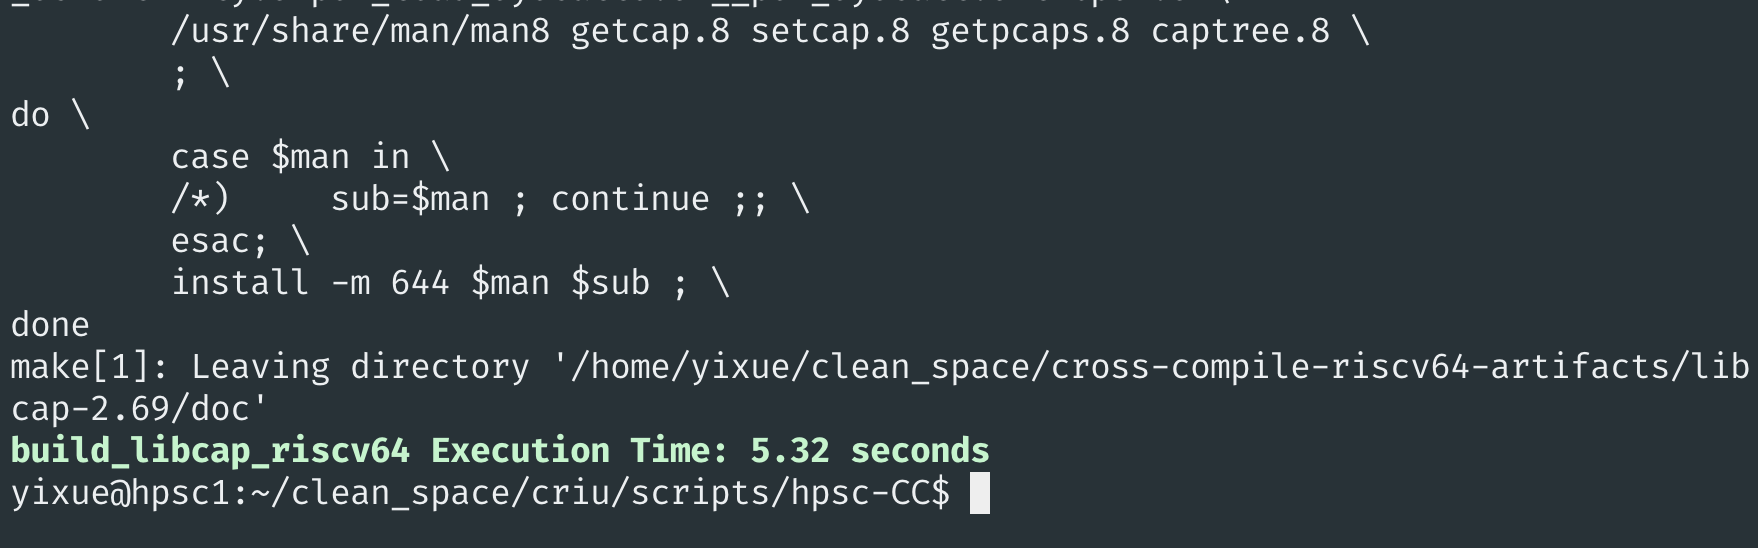 /usr/share/man/man8 getcap.8 setcap.8 getpcaps.8 captree.8 \
; \
do \
case $man in \
/*) sub=$man ; continue ;; \
esac; \
install -m 644 $man $sub ; \
done
make[1]: Leaving directory '/home/yixue/clean_space/cross-compile-riscv64-artifacts/lib
cap-2.69/doc'
build_libcap_riscv64 Execution Time: 5.32 seconds
yixue@hpsc1:~/clean_space/criu/scripts/hpsc-CC$